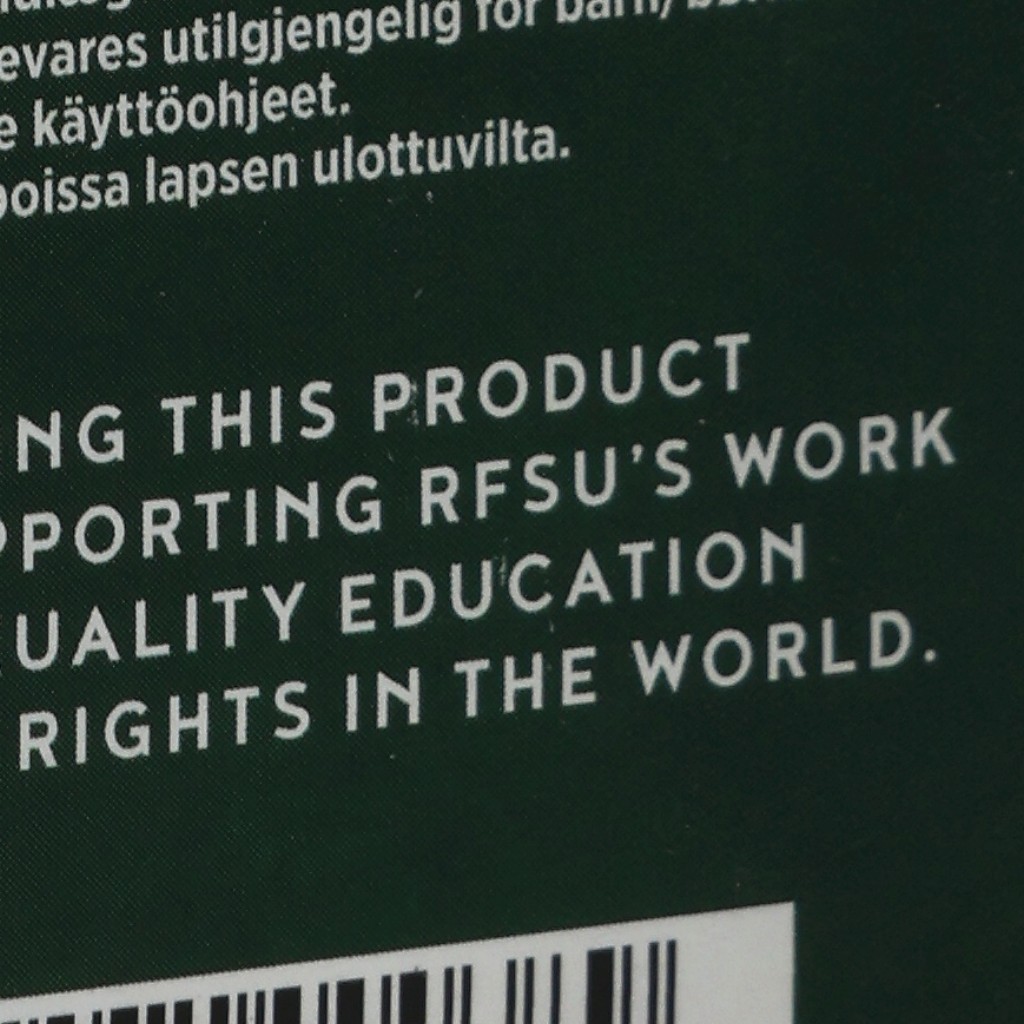 evares utilgjengelig for barn/
e käyttöohjeet.
poissa lapsen ulottuvilta.
NG THIS PRODUCT
PPORTING RFSU'S WORK
UALITY EDUCATION
RIGHTS IN THE WORLD.